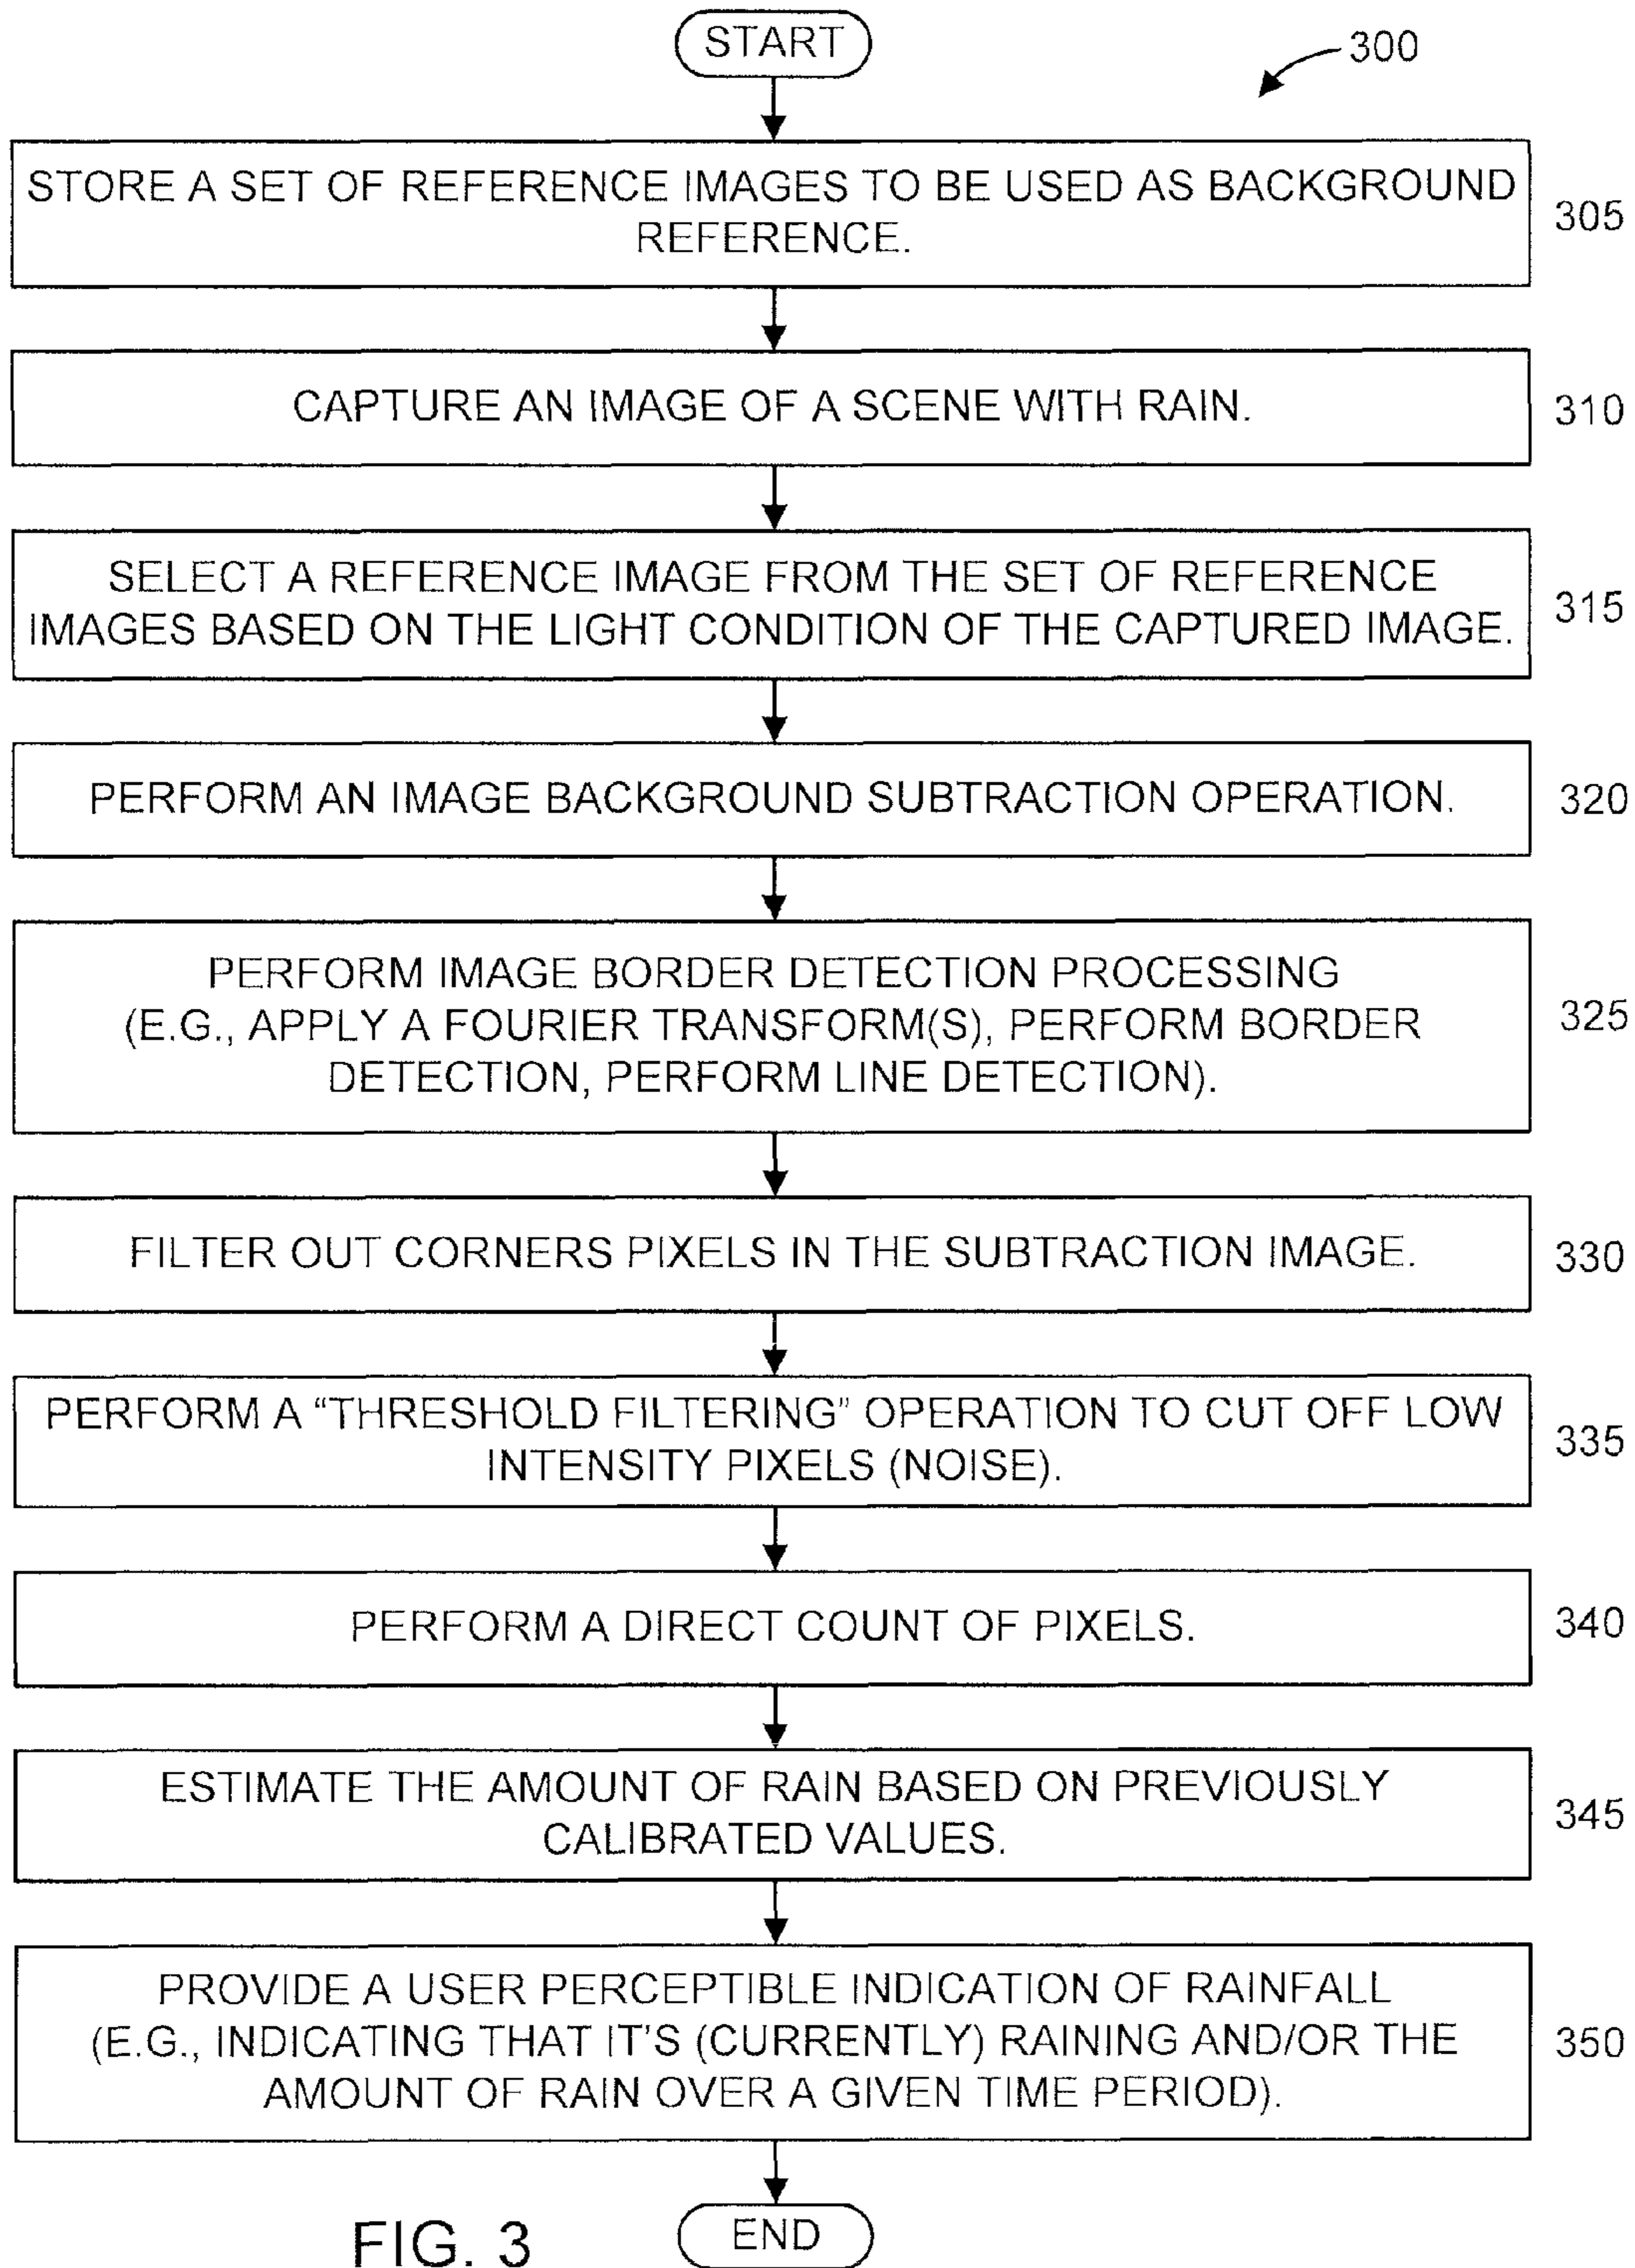 START
300
STORE A SET OF REFERENCE IMAGES TO BE USED AS BACKGROUND
REFERENCE.
305
CAPTURE AN IMAGE OF A SCENE WITH RAIN.
310
SELECT A REFERENCE IMAGE FROM THE SET OF REFERENCE
IMAGES BASED ON THE LIGHT CONDITION OF THE CAPTURED IMAGE.
315
PERFORM AN IMAGE BACKGROUND SUBTRACTION OPERATION.
320
PERFORM IMAGE BORDER DETECTION PROCESSING
(E.G., APPLY A FOURIER TRANSFORM(S), PERFORM BORDER
DETECTION, PERFORM LINE DETECTION).
325
FILTER OUT CORNERS PIXELS IN THE SUBTRACTION IMAGE.
330
PERFORM A “THRESHOLD FILTERING” OPERATION TO CUT OFF LOW
INTENSITY PIXELS (NOISE).
335
PERFORM A DIRECT COUNT OF PIXELS.
340
ESTIMATE THE AMOUNT OF RAIN BASED ON PREVIOUSLY
CALIBRATED VALUES.
345
PROVIDE A USER PERCEPTIBLE INDICATION OF RAINFALL
(E.G., INDICATING THAT IT'S (CURRENTLY) RAINING AND/OR THE
AMOUNT OF RAIN OVER A GIVEN TIME PERIOD).
350
END
FIG. 3